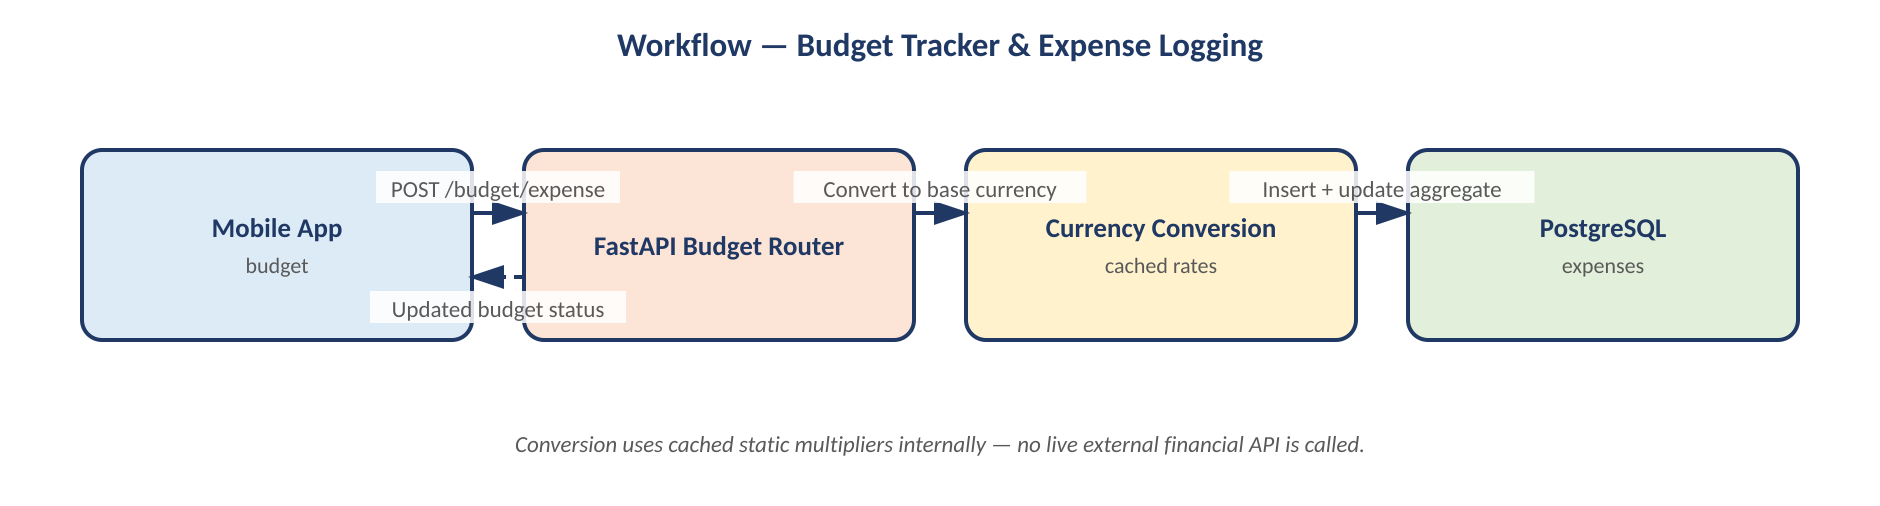 Workflow — Budget Tracker & Expense Logging
POST /budget/expense
Convert to base currency
Insert + update aggregate
Mobile App
budget
FastAPI Budget Router
Currency Conversion
cached rates
PostgreSQL
expenses
Updated budget status
Conversion uses cached static multipliers internally — no live external financial API is called.